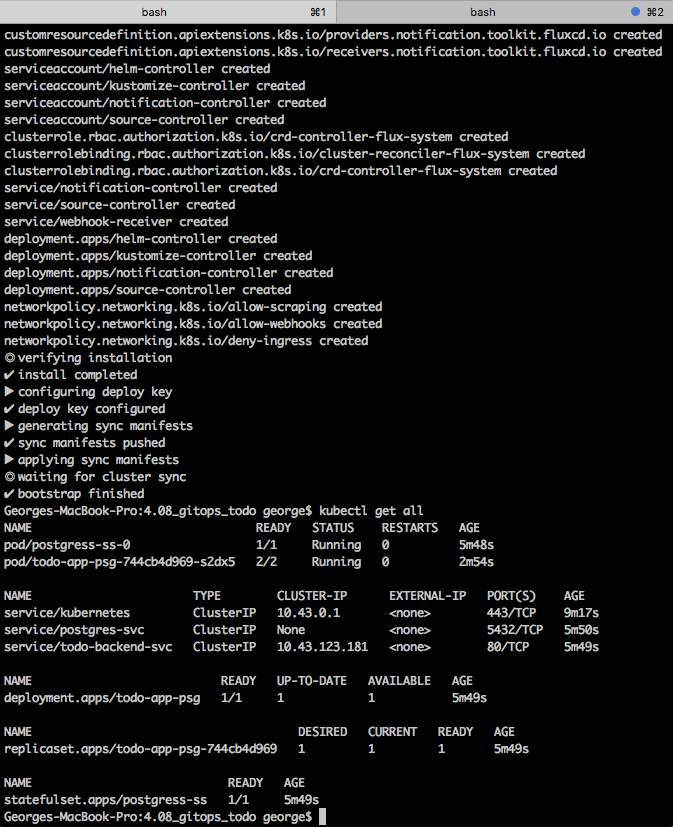 bash ⌘1 bash ⌘2
customresourcedefinition.apiextensions.k8s.io/providers.notification.toolkit.fluxcd.io created
customresourcedefinition.apiextensions.k8s.io/receivers.notification.toolkit.fluxcd.io created
serviceaccount/helm-controller created
serviceaccount/kustomize-controller created
serviceaccount/notification-controller created
serviceaccount/source-controller created
clusterrole.rbac.authorization.k8s.io/crd-controller-flux-system created
clusterrolebinding.rbac.authorization.k8s.io/cluster-reconciler-flux-system created
clusterrolebinding.rbac.authorization.k8s.io/crd-controller-flux-system created
service/notification-controller created
service/source-controller created
service/webhook-receiver created
deployment.apps/helm-controller created
deployment.apps/kustomize-controller created
deployment.apps/notification-controller created
deployment.apps/source-controller created
networkpolicy.networking.k8s.io/allow-scraping created
networkpolicy.networking.k8s.io/allow-webhooks created
networkpolicy.networking.k8s.io/deny-ingress created
◎ verifying installation
✔ install completed
► configuring deploy key
✔ deploy key configured
► generating sync manifests
✔ sync manifests pushed
► applying sync manifests
◎ waiting for cluster sync
✔ bootstrap finished
Georges-MacBook-Pro:4.08_gitops_todo george$ kubectl get all
NAME READY STATUS RESTARTS AGE
pod/postgress-ss-0 1/1 Running 0 5m48s
pod/todo-app-psg-744cb4d969-s2dx5 2/2 Running 0 2m54s
NAME TYPE CLUSTER-IP EXTERNAL-IP PORT(S) AGE
service/kubernetes ClusterIP 10.43.0.1 <none> 443/TCP 9m17s
service/postgres-svc ClusterIP None <none> 5432/TCP 5m50s
service/todo-backend-svc ClusterIP 10.43.123.181 <none> 80/TCP 5m49s
NAME READY UP-TO-DATE AVAILABLE AGE
deployment.apps/todo-app-psg 1/1 1 1 5m49s
NAME DESIRED CURRENT READY AGE
replicaset.apps/todo-app-psg-744cb4d969 1 1 1 5m49s
NAME READY AGE
statefulset.apps/postgress-ss 1/1 5m49s
Georges-MacBook-Pro:4.08_gitops_todo george$